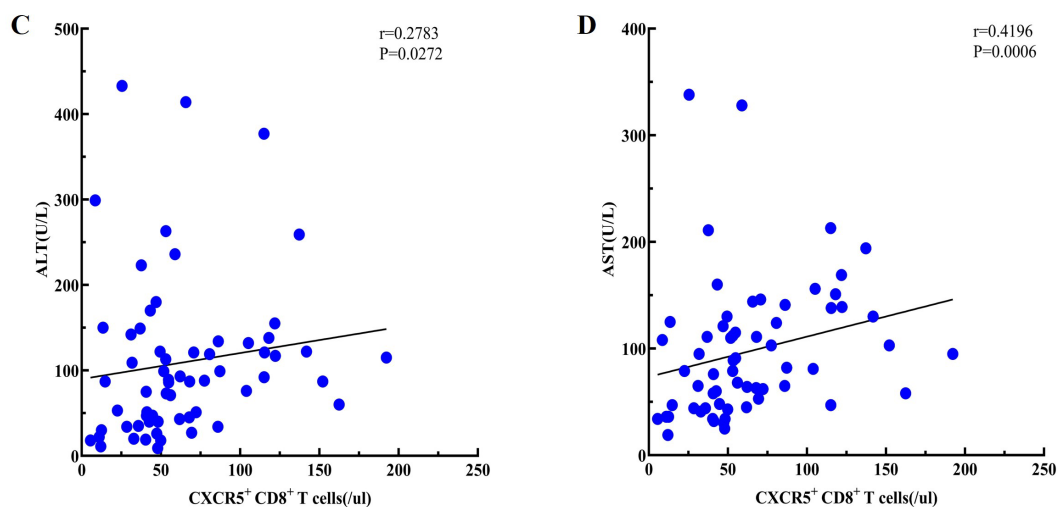 C
r=0.2783
P=0.0272
500
400
300
200
100
0
ALT(U/L)
0 50 100 150 200 250
CXCR5⁺ CD8⁺ T cells(/ul)
D
r=0.4196
P=0.0006
400
300
200
100
0
AST(U/L)
0 50 100 150 200 250
CXCR5⁺ CD8⁺ T cells(/ul)